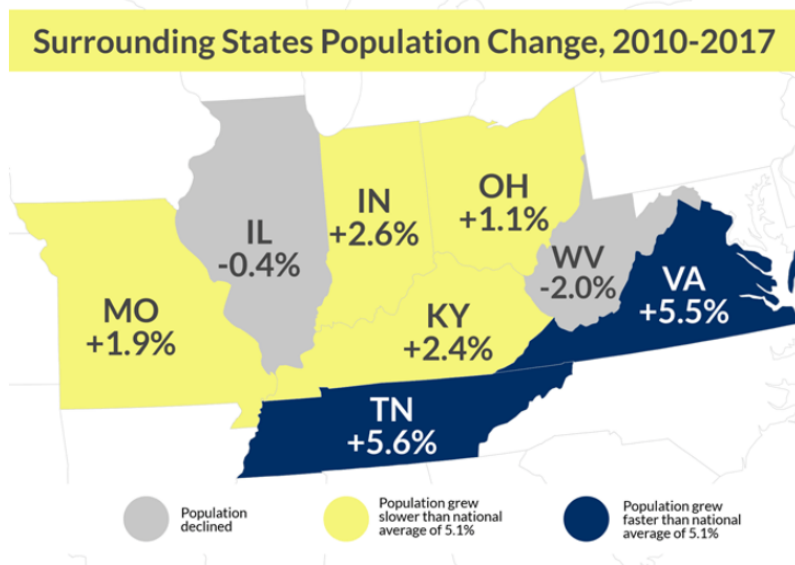 Surrounding States Population Change, 2010-2017
IL
-0.4%
IN
+2.6%
OH
+1.1%
WV
-2.0%
VA
+5.5%
MO
+1.9%
KY
+2.4%
TN
+5.6%
Population
declined
Population grew
slower than national
average of 5.1%
Population grew
faster than national
average of 5.1%